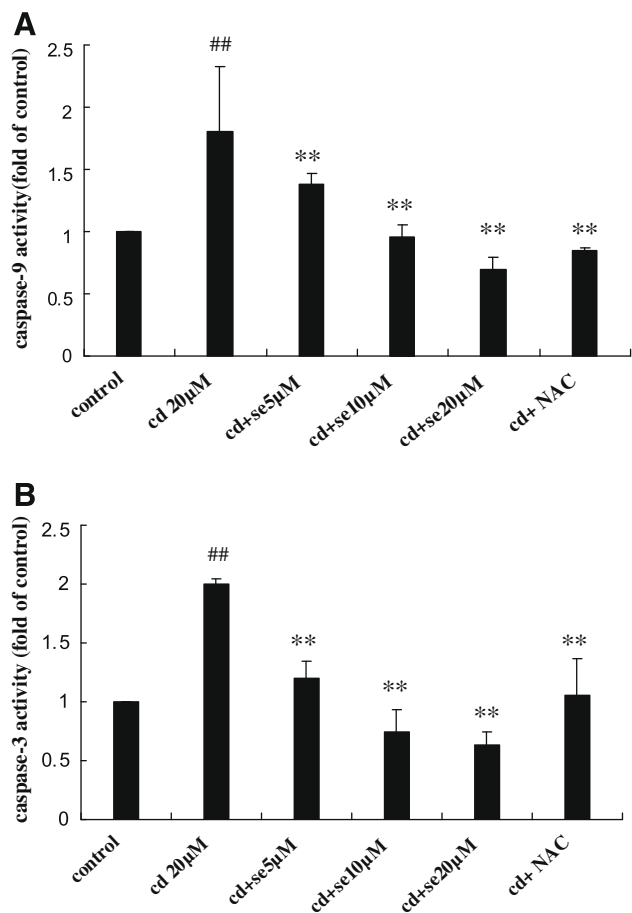 A
caspase-9 activity(fold of control)
2.5
2
1.5
1
0.5
0
##
**
**
**
**
control
cd 20μM
cd+se5μM
cd+se10μM
cd+se20μM
cd+ NAC
B
caspase-3 activity (fold of control)
2.5
2
1.5
1
0.5
0
##
**
**
**
**
control
cd 20μM
cd+se5μM
cd+se10μM
cd+se20μM
cd+ NAC